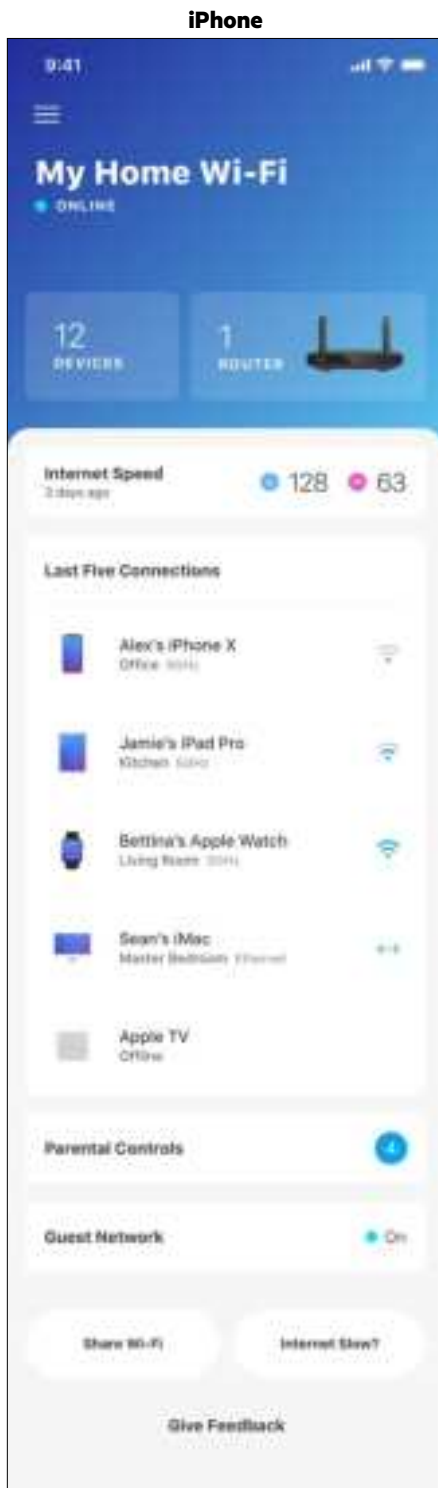 iPhone
9:41
My Home Wi-Fi
ONLINE
12
DEVICES
1
ROUTER
Internet Speed
3 days ago
128
63
Last Five Connections
Alex's iPhone X
Office
Jamie's iPad Pro
Kitchen
Bettina's Apple Watch
Living Room
Sean's iMac
Master Bedroom Ethernet
Apple TV
Offline
Parental Controls
4
Guest Network
On
Share Wi-Fi
Internet Slow?
Give Feedback